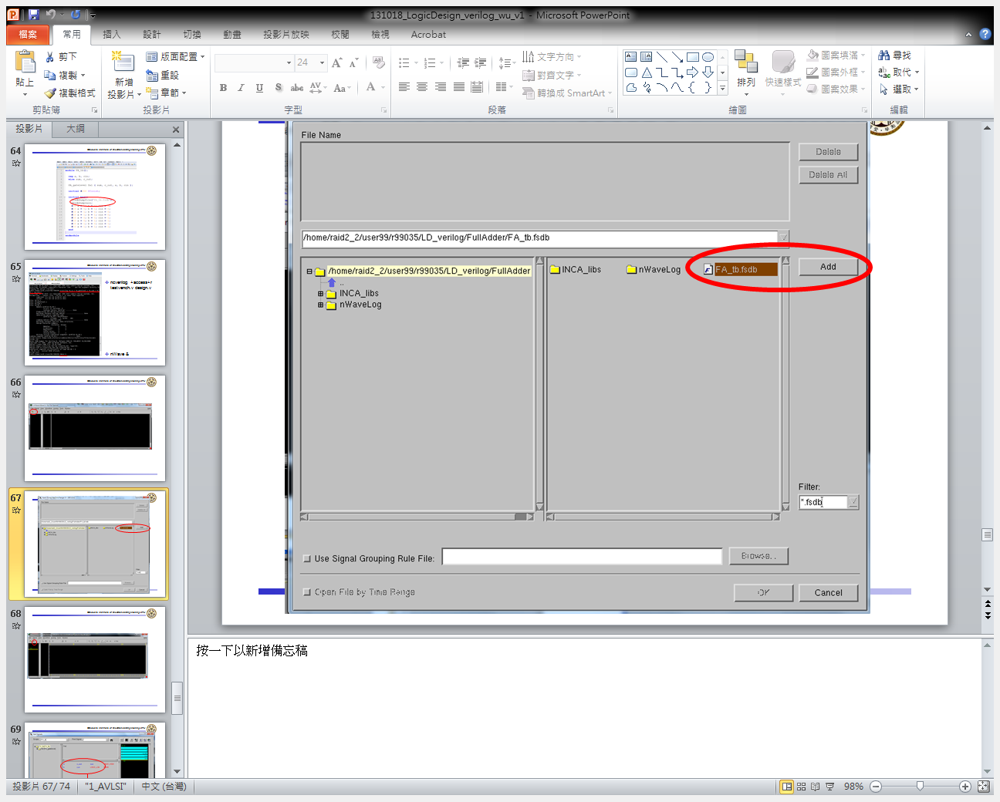 131018_LogicDesign_verilog_wu_v1 - Microsoft PowerPoint
檔案 常用 插入 設計 切換 動畫 投影片放映 校閱 檢視 Acrobat
貼上
剪下
複製
複製格式
剪貼簿
新增
投影片
版面配置
重設
章節
投影片
24
B I U S abc AV Aa A
字型
文字方向
對齊文字
轉換成 SmartArt
段落
排列
快速樣式
圖案填滿
圖案外框
圖案效果
繪圖
尋找
取代
選取
編輯
投影片 大綱
64
65
ncverilog +access+r
testbench.v design.v
nWave &
66
67
68
69
File Name
Delete
Delete All
/home/raid2_2/user99/r99035/LD_verilog/FullAdder/FA_tb.fsdb
/home/raid2_2/user99/r99035/LD_verilog/FullAdder
..
INCA_libs
nWaveLog
INCA_libs nWaveLog FA_tb.fsdb
Add
Filter:
*.fsdb
Use Signal Grouping Rule File:
Browse..
Open File by Time Range
OK
Cancel
按一下以新增備忘稿
投影片 67/ 74 "1_AVLSI" 中文 (台灣) 98%